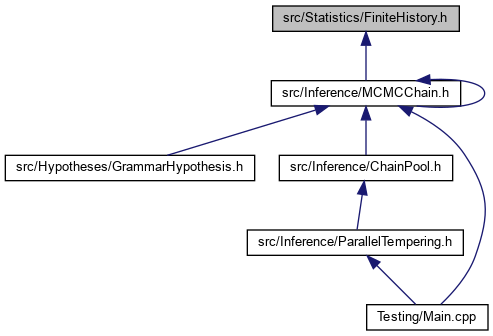 src/Statistics/FiniteHistory.h
src/Inference/MCMCChain.h
src/Hypotheses/GrammarHypothesis.h
src/Inference/ChainPool.h
src/Inference/ParallelTempering.h
Testing/Main.cpp